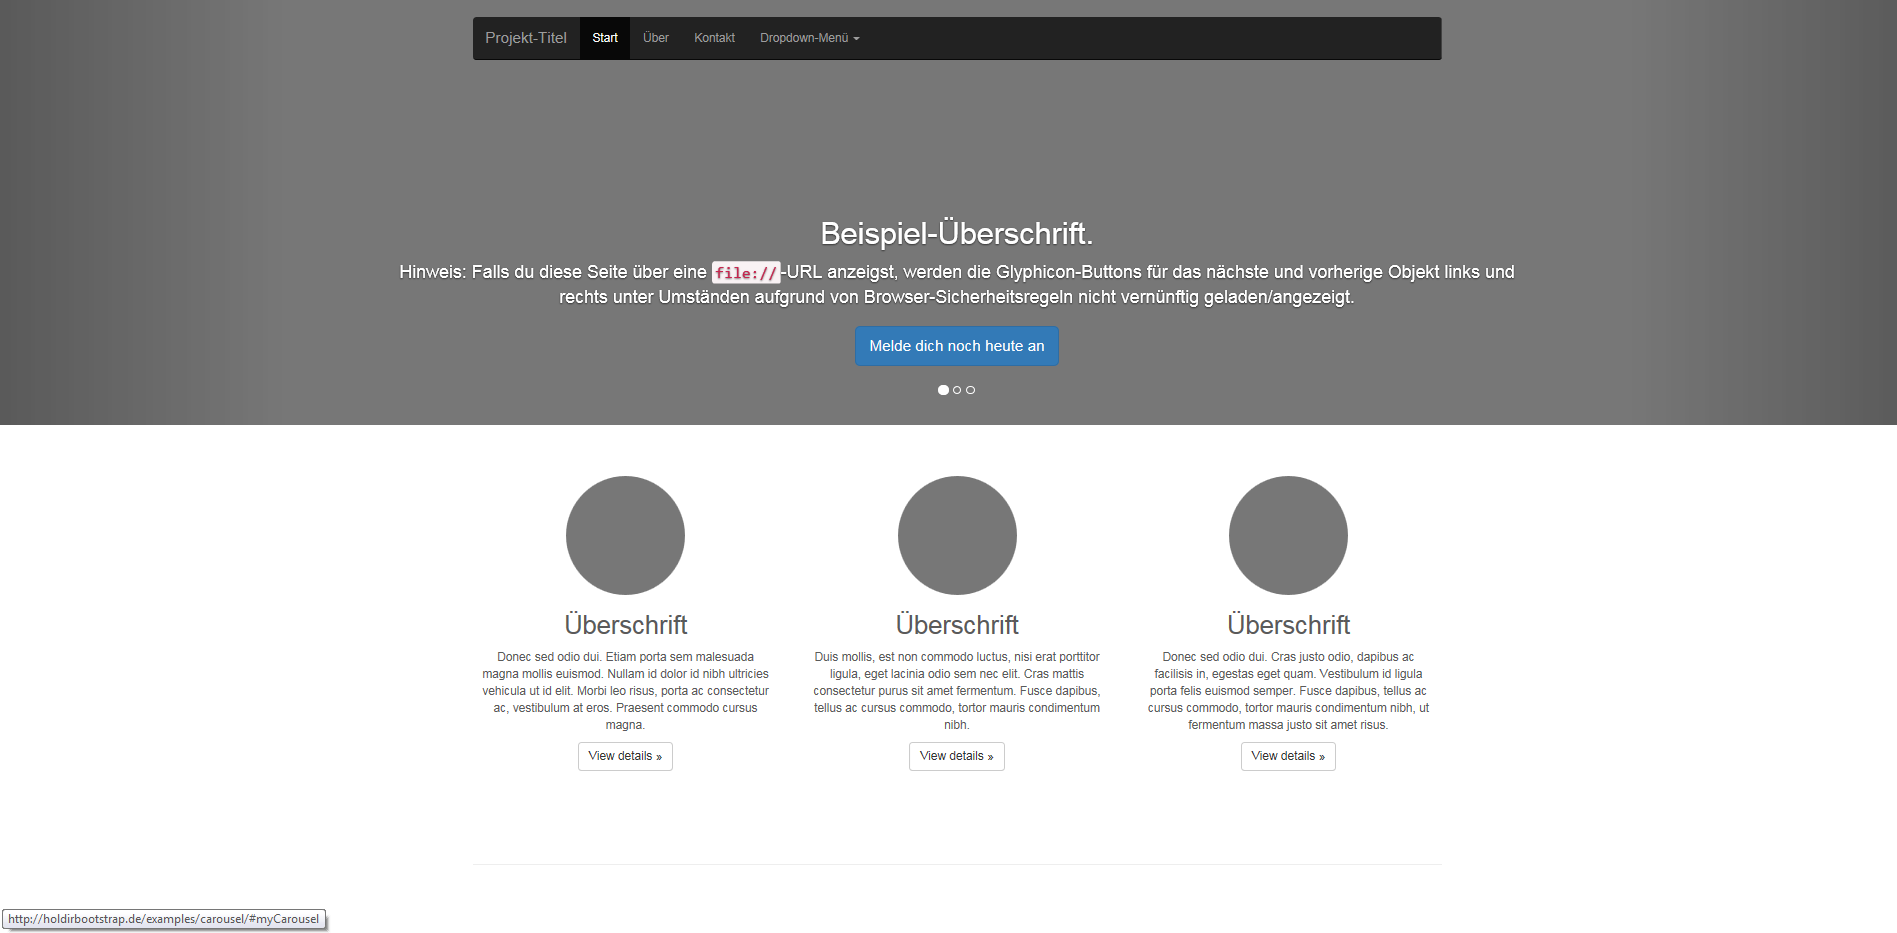 Projekt-Titel Start Über Kontakt Dropdown-Menü
Beispiel-Überschrift.
Hinweis: Falls du diese Seite über eine file://-URL anzeigst, werden die Glyphicon-Buttons für das nächste und vorherige Objekt links und
rechts unter Umständen aufgrund von Browser-Sicherheitsregeln nicht vernünftig geladen/angezeigt.
Melde dich noch heute an
Überschrift
Donec sed odio dui. Etiam porta sem malesuada
magna mollis euismod. Nullam id dolor id nibh ultricies
vehicula ut id elit. Morbi leo risus, porta ac consectetur
ac, vestibulum at eros. Praesent commodo cursus
magna.
View details »
Überschrift
Duis mollis, est non commodo luctus, nisi erat porttitor
ligula, eget lacinia odio sem nec elit. Cras mattis
consectetur purus sit amet fermentum. Fusce dapibus,
tellus ac cursus commodo, tortor mauris condimentum
nibh.
View details »
Überschrift
Donec sed odio dui. Cras justo odio, dapibus ac
facilisis in, egestas eget quam. Vestibulum id ligula
porta felis euismod semper. Fusce dapibus, tellus ac
cursus commodo, tortor mauris condimentum nibh, ut
fermentum massa justo sit amet risus.
View details »
http://holdirbootstrap.de/examples/carousel/#myCarousel